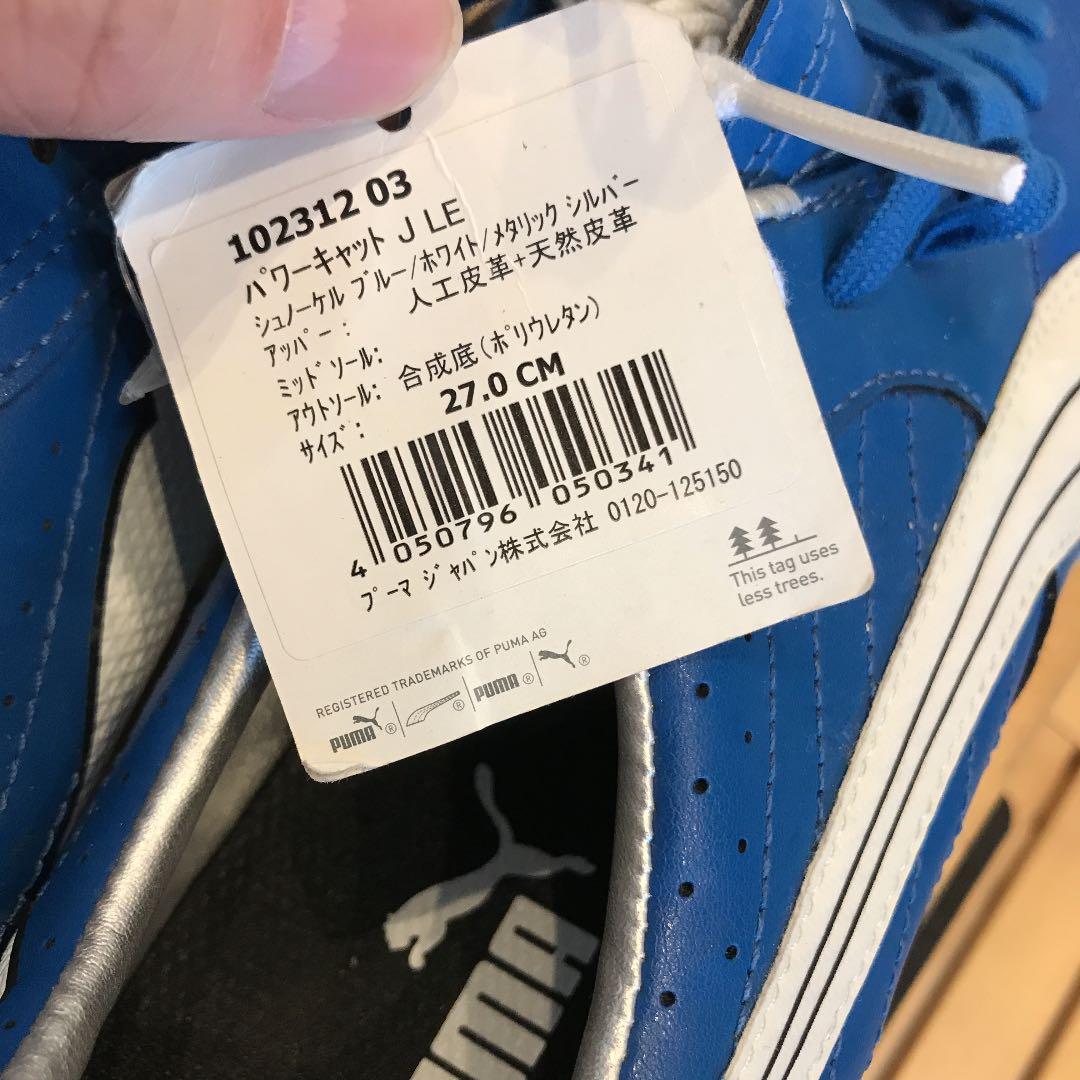 102312 03
パワーキャット J LE
シュノーケル ブルー/ホワイト/メタリック シルバー
アッパー: 人工皮革+天然皮革
ミッドソール:
アウトソール: 合成底(ポリウレタン)
サイズ: 27.0 CM
4 050796 050341
プーマ ジャパン株式会社 0120-125150
This tag uses
less trees.
REGISTERED TRADEMARKS OF PUMA AG
PUMA® ® PUMA® ®
PUMA